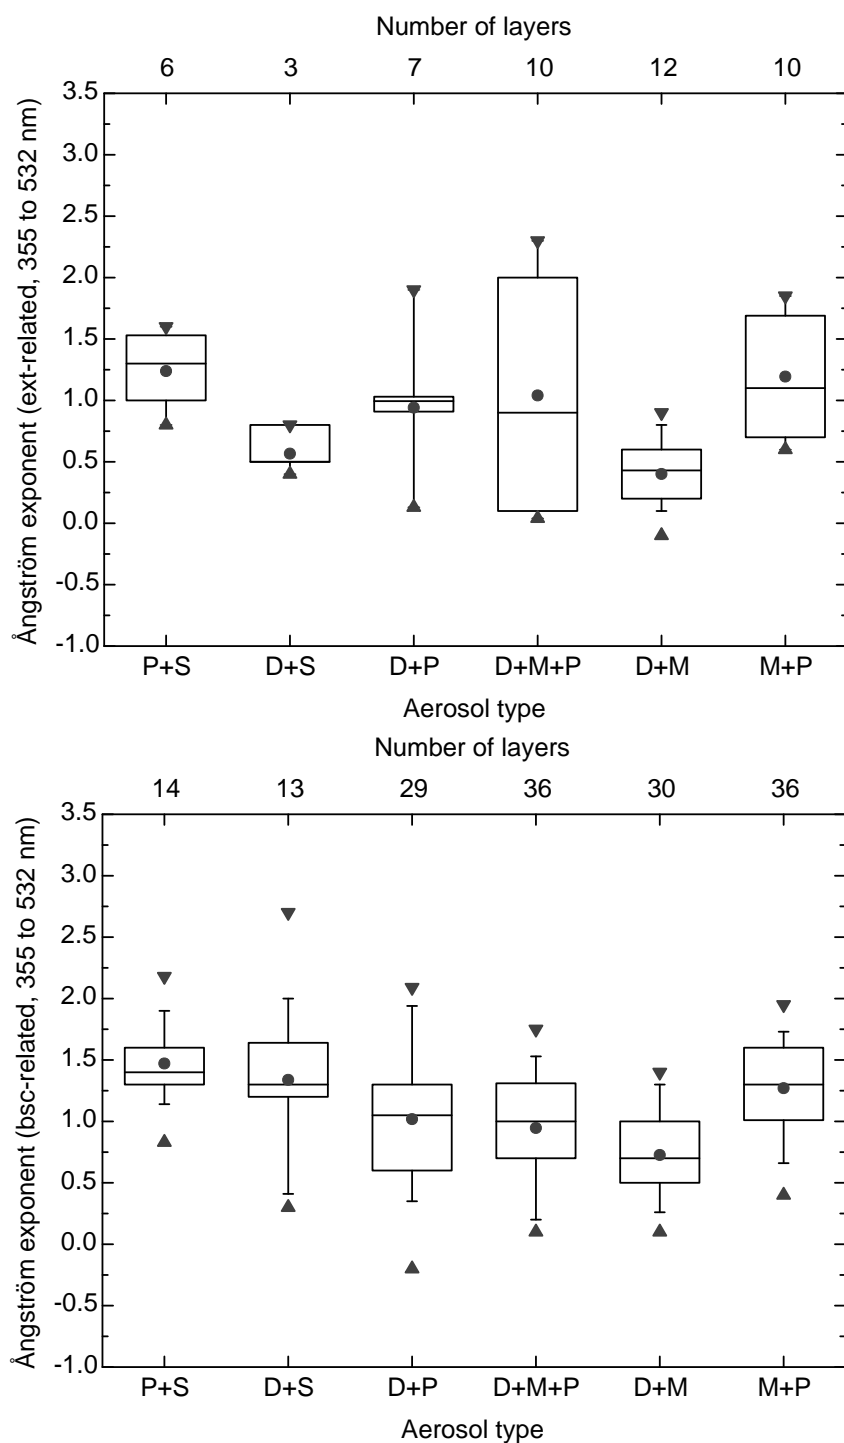 Number of layers
6 3 7 10 12 10
Ångström exponent (ext-related, 355 to 532 nm)
3.5
3.0
2.5
2.0
1.5
1.0
0.5
0.0
-0.5
-1.0
P+S D+S D+P D+M+P D+M M+P
Aerosol type
Number of layers
14 13 29 36 30 36
Ångström exponent (bsc-related, 355 to 532 nm)
3.5
3.0
2.5
2.0
1.5
1.0
0.5
0.0
-0.5
-1.0
P+S D+S D+P D+M+P D+M M+P
Aerosol type